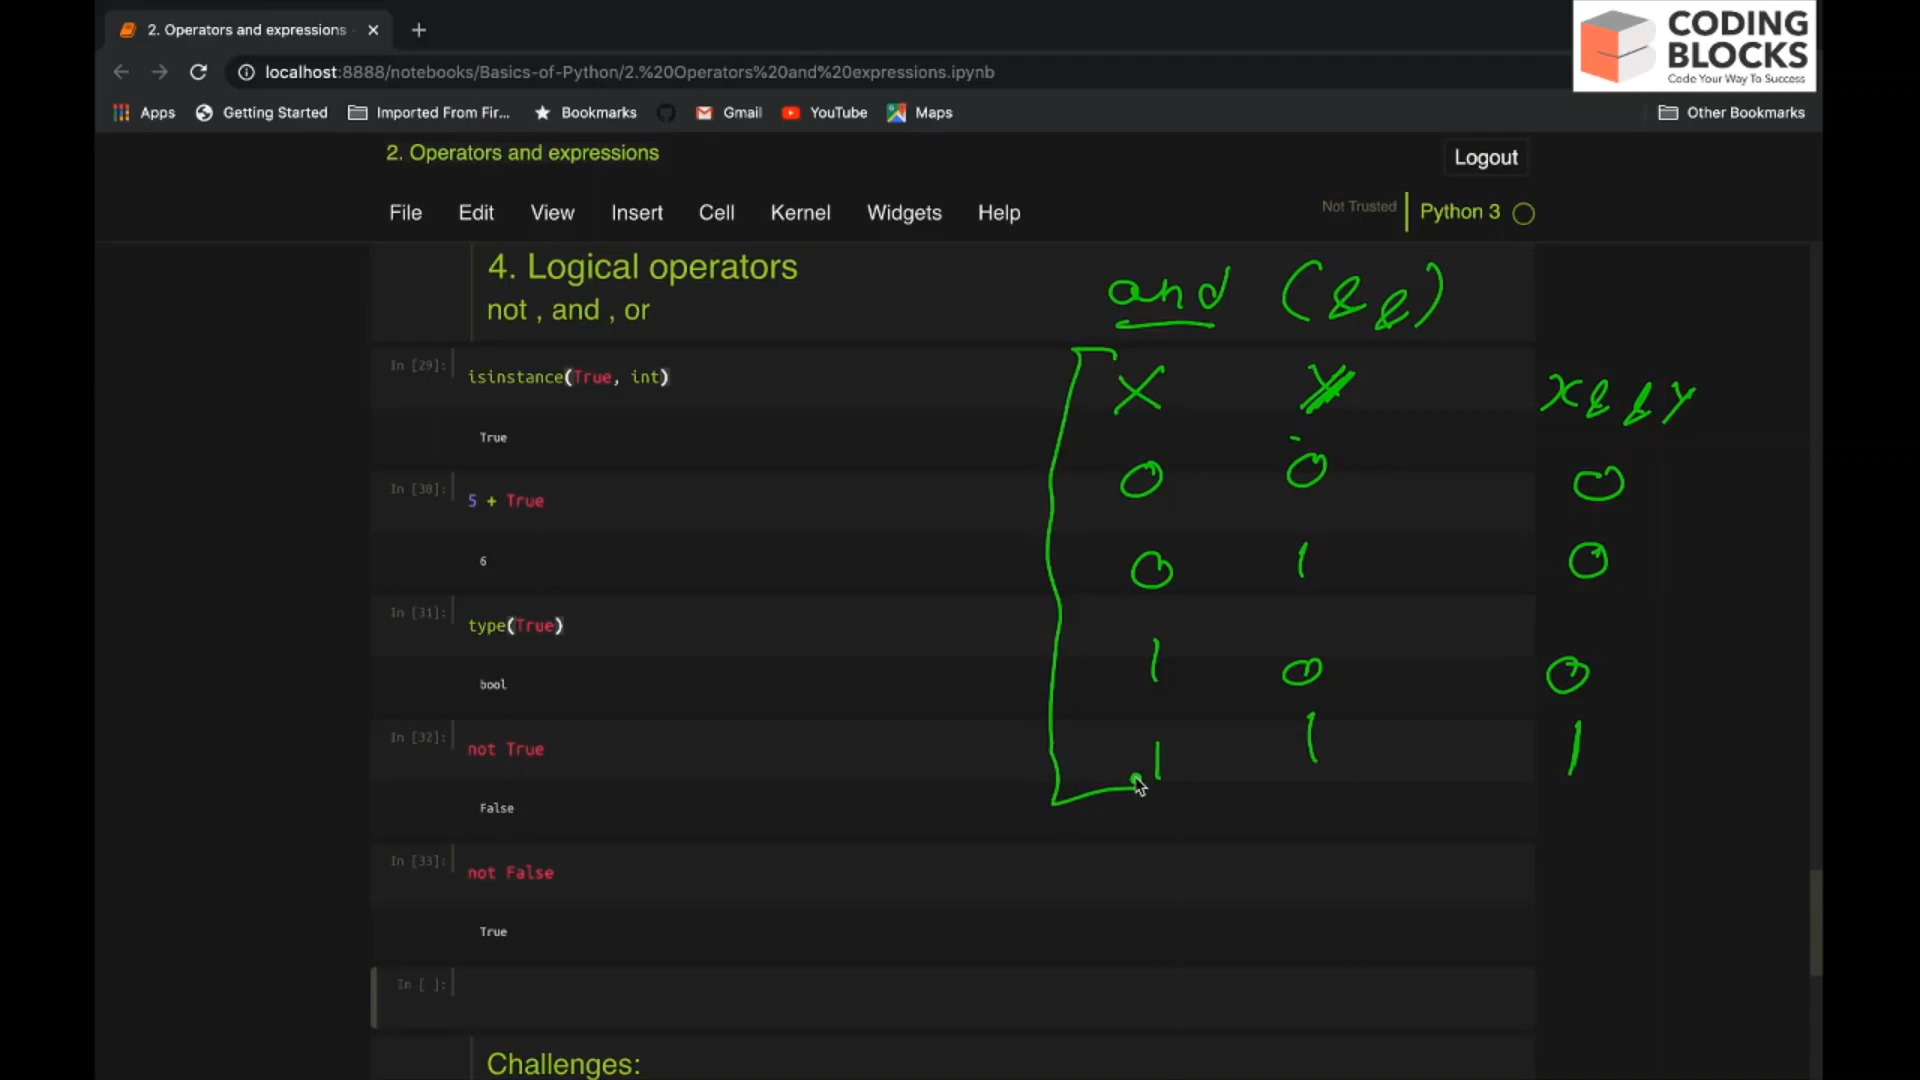 2. Operators and expressions
CODING
BLOCKS
Code Your Way To Success
localhost:8888/notebooks/Basics-of-Python/2.%20Operators%20and%20expressions.ipynb
Apps Getting Started Imported From Fir... Bookmarks Gmail YouTube Maps Other Bookmarks
2. Operators and expressions Logout
File Edit View Insert Cell Kernel Widgets Help Not Trusted Python 3
4. Logical operators
not , and , or
and (&&)
In [29]: isinstance(True, int)
True
X Y X&&Y
0 0 0
In [30]: 5 + True
6
0 1 0
In [31]: type(True)
bool
1 0 0
In [32]: not True
False
1 1 1
In [33]: not False
True
In [ ]:
Challenges: